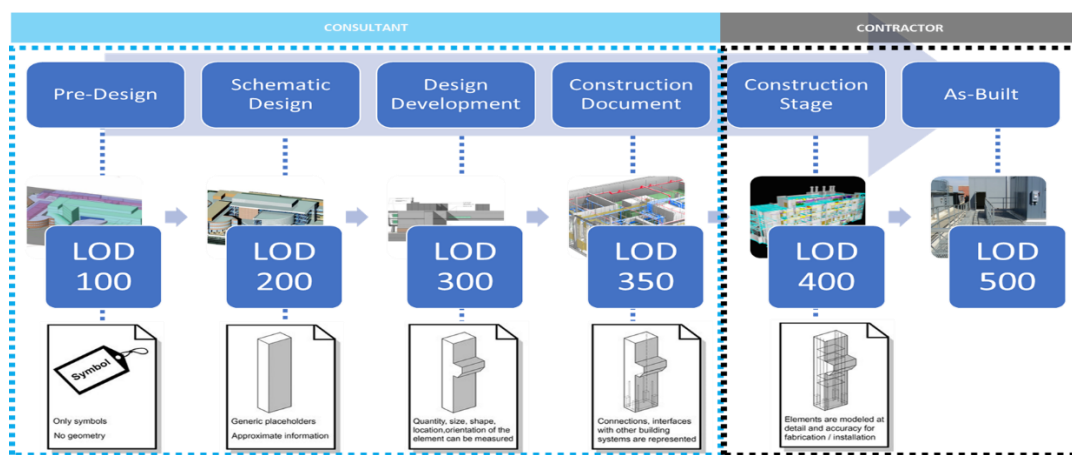 CONSULTANT
CONTRACTOR
Pre-Design
Schematic
Design
Design
Development
Construction
Document
Construction
Stage
As-Built
LOD
100
LOD
200
LOD
300
LOD
350
LOD
400
LOD
500
Symbol
Only symbols
No geometry
Generic placeholders
Approximate information
Quantity, size, shape,
location,orientation of the
element can be measured
Connections, interfaces
with other building
systems are represented
Elements are modeled at
detail and accuracy for
fabrication / installation